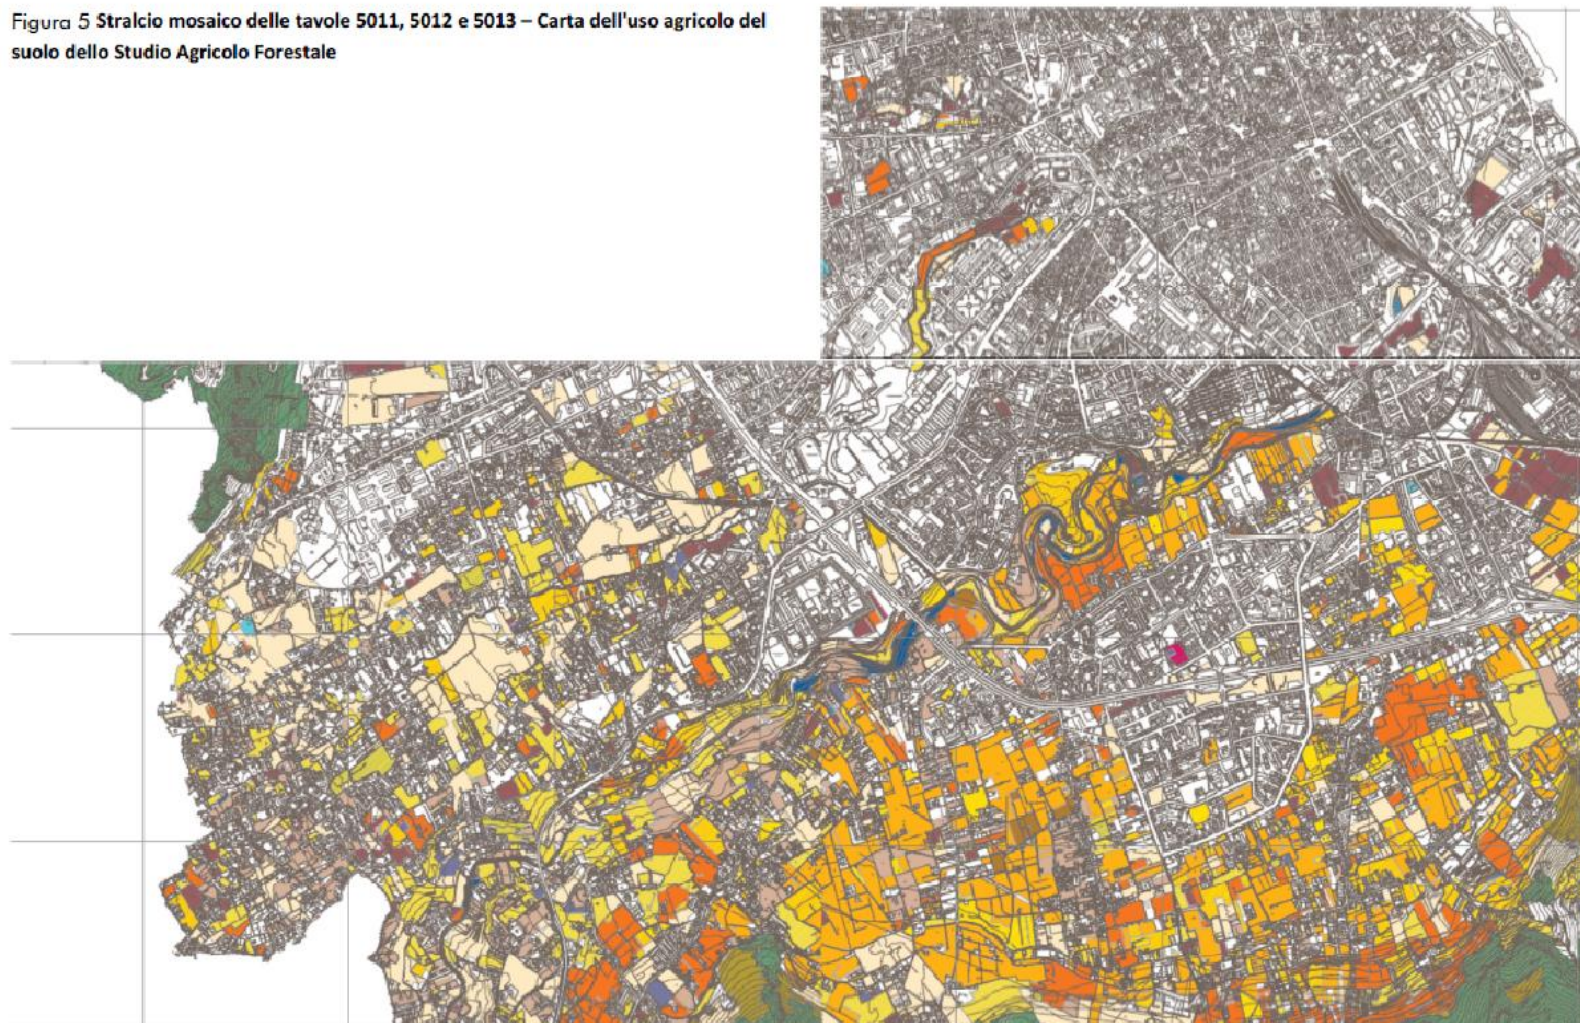 Figura 5 Stralcio mosaico delle tavole 5011, 5012 e 5013 – Carta dell'uso agricolo del
suolo dello Studio Agricolo Forestale